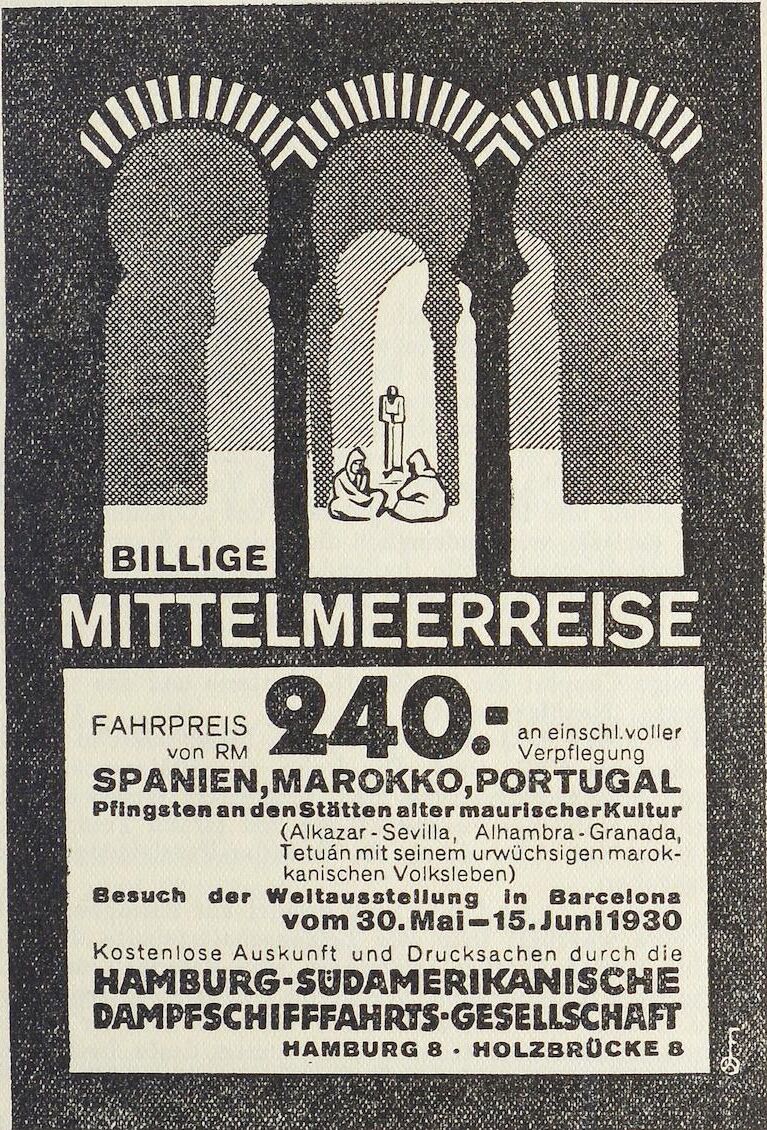 BILLIGE
MITTELMEERREISE
FAHRPREIS
von RM
240.-
an einschl. voller
Verpflegung
SPANIEN, MAROKKO, PORTUGAL
Pfingsten an den Stätten alter maurischer Kultur
(Alkazar-Sevilla, Alhambra-Granada,
Tetuán mit seinem urwüchsigen marok-
kanischen Volksleben)
Besuch der Weltausstellung in Barcelona
vom 30. Mai-15. Juni 1930
Kostenlose Auskunft und Drucksachen durch die
HAMBURG-SÜDAMERIKANISCHE
DAMPFSCHIFFFAHRTS-GESELLSCHAFT
HAMBURG 8 · HOLZBRÜCKE 8